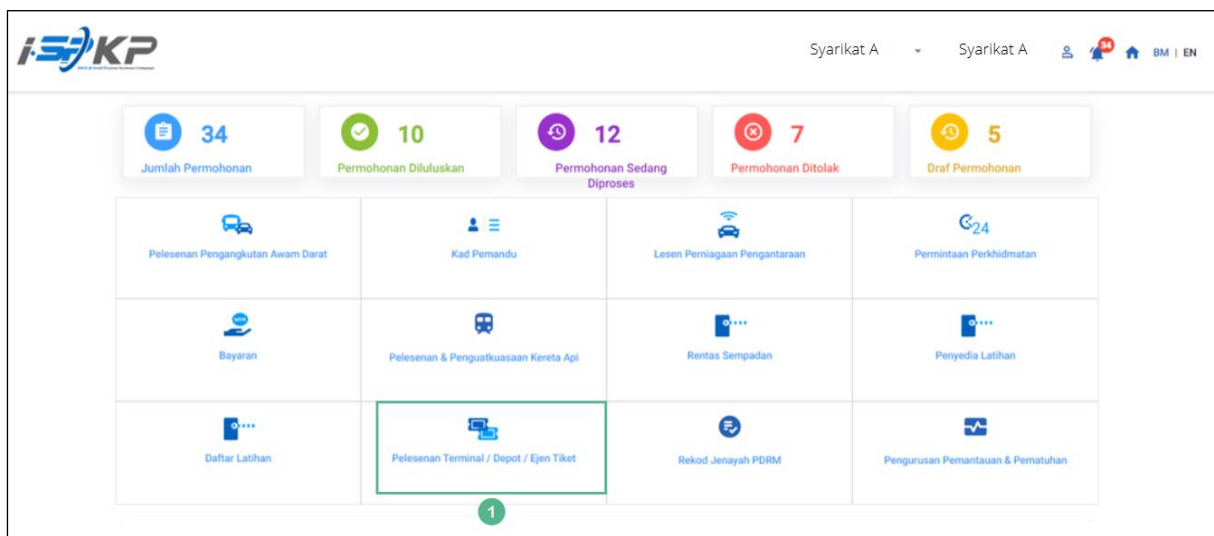 i-SPKP
Syarikat A Syarikat A 34 BM | EN
34 10 12 7 5
Jumlah Permohonan Permohonan Diluluskan Permohonan Sedang Diproses Permohonan Ditolak Draf Permohonan
24
Pelesenan Pengangkutan Awam Darat Kad Pemandu Lesen Perniagaan Pengantaraan Permintaan Perkhidmatan
Bayaran Pelesenan & Penguatkuasaan Kereta Api Rentas Sempadan Penyedia Latihan
Daftar Latihan Pelesenan Terminal / Depot / Ejen Tiket Rekod Jenayah PDRM Pengurusan Pemantauan & Pematuhan
1